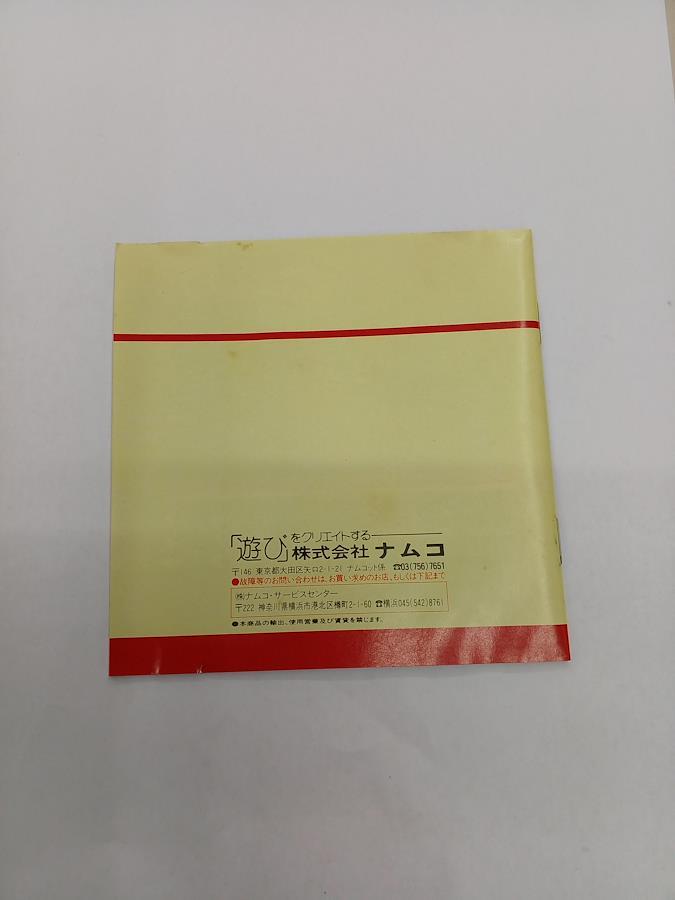 「遊び」をクリエイトする
株式会社 ナムコ
〒146 東京都大田区矢口2-1-21 ナムコット係 ☎03(756)7651
●故障等のお問い合わせは、お買い求めのお店、もしくは下記まで
㈱ナムコ・サービスセンター
〒222 神奈川県横浜市港北区樽町2-1-60 ☎横浜045(542)8761
●本商品の輸出、使用営業及び賃貸を禁じます。